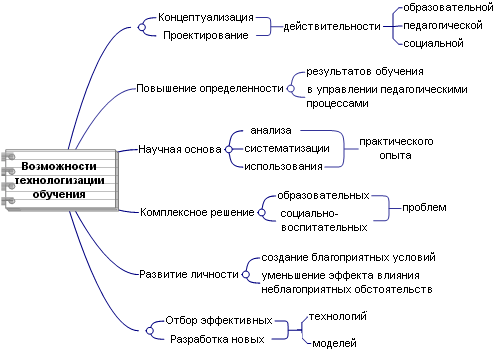 Возможности
технологизации
обучения
Концептуализация
Проектирование
действительности
образовательной
педагогической
социальной
Повышение определенности
результатов обучения
в управлении педагогическими
процессами
Научная основа
анализа
систематизации
использования
практического
опыта
Комплексное решение
образовательных
социально-
воспитательных
проблем
Развитие личности
создание благоприятных условий
уменьшение эффекта влияния
неблагоприятных обстоятельств
Отбор эффективных
Разработка новых
технологий
моделей